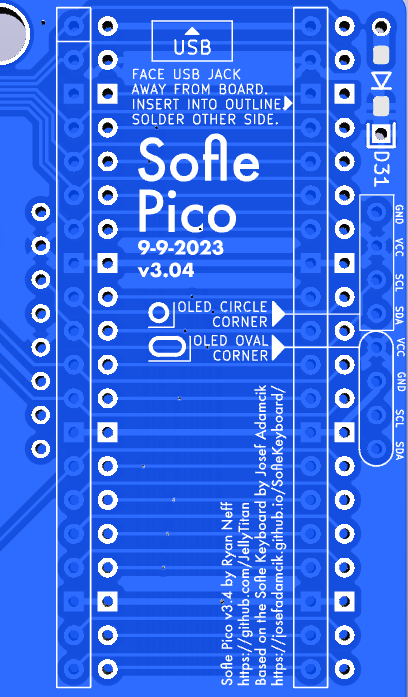 USB
FACE USB JACK
AWAY FROM BOARD.
INSERT INTO OUTLINE
SOLDER OTHER SIDE.
D31
Sofle
Pico
9-9-2023
v3.04
GND
VCC
SCL
SDA
OLED CIRCLE
CORNER
OLED OVAL
CORNER
VCC
GND
SCL
SDA
Sofle Pico v3.4 by Ryan Neff
https://github.com/JellyTitan
Based on the Sofle Keyboard by Josef Adamcik
https://josefadamcik.github.io/SofleKeyboard/